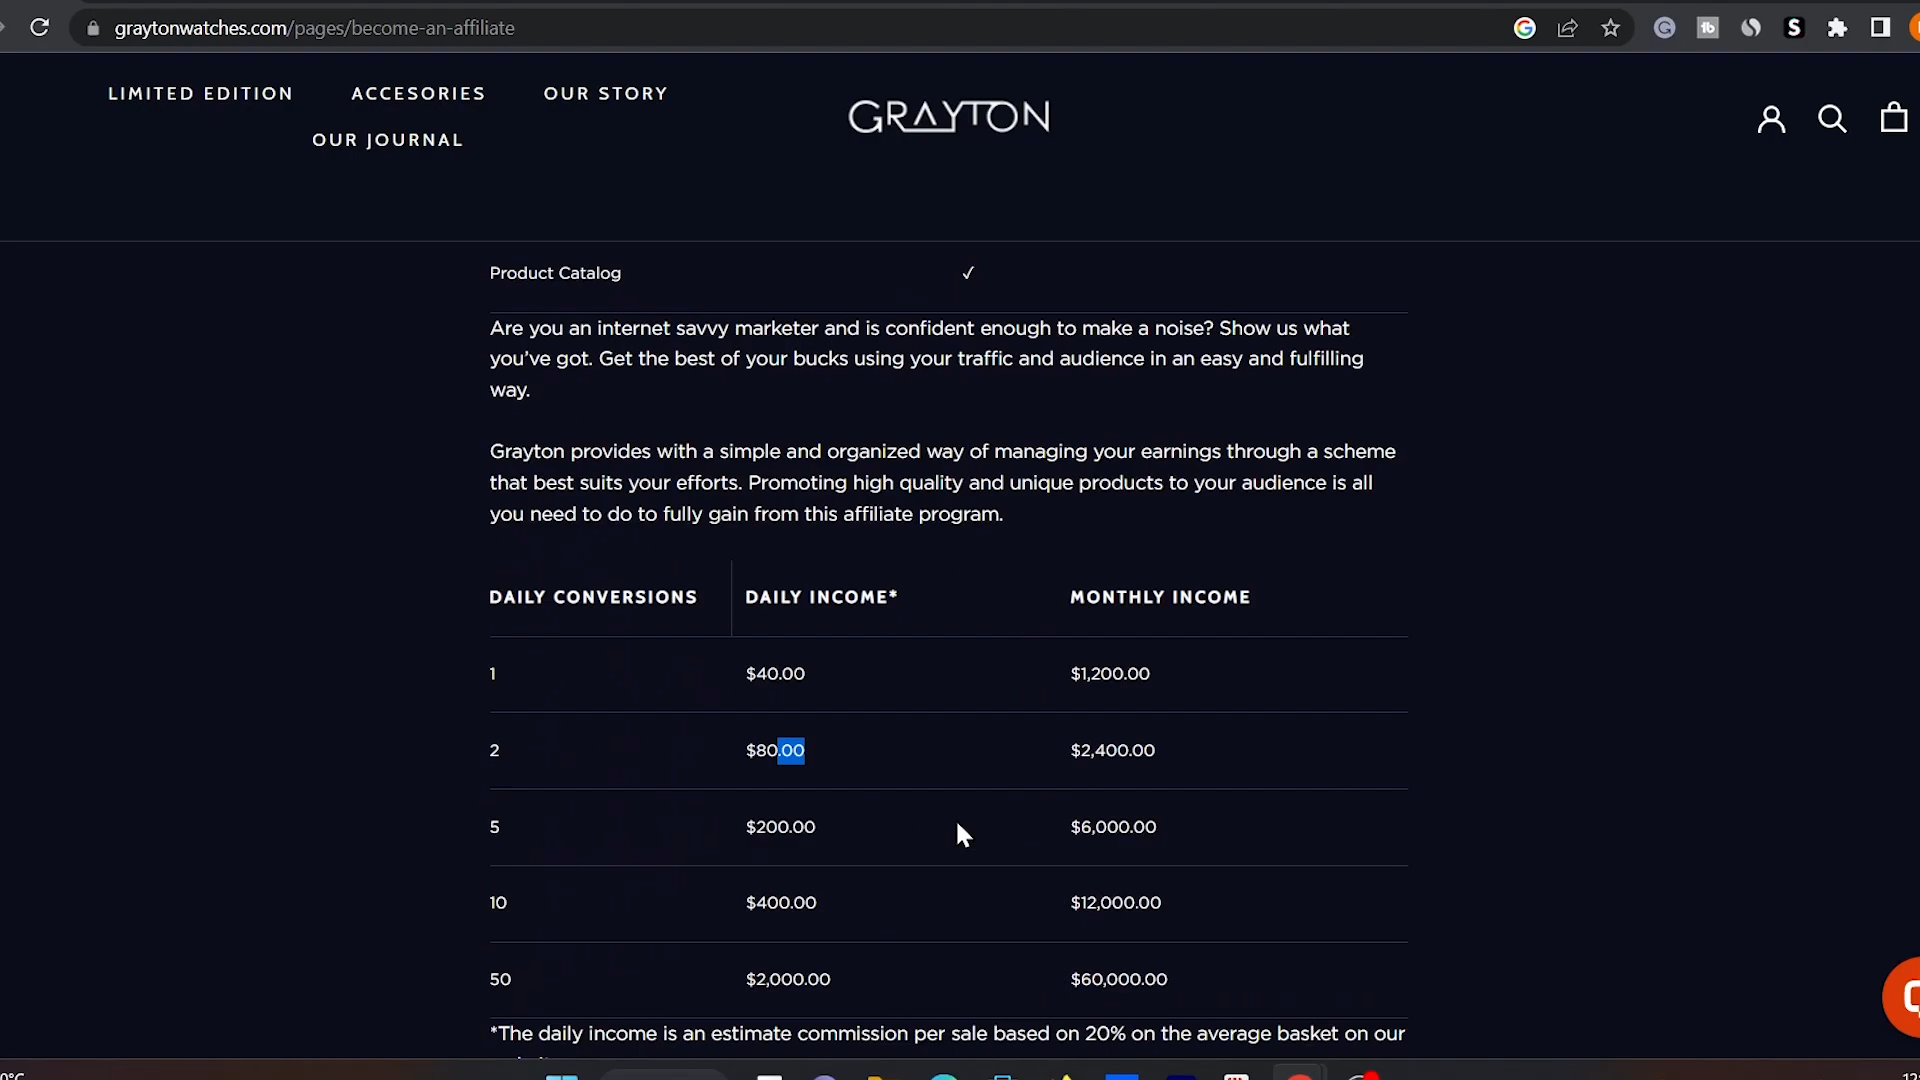 graytonwatches.com/pages/become-an-affiliate
LIMITED EDITION ACCESORIES OUR STORY
OUR JOURNAL
GRAYTON
Product Catalog ✓
Are you an internet savvy marketer and is confident enough to make a noise? Show us what
you’ve got. Get the best of your bucks using your traffic and audience in an easy and fulfilling
way.
Grayton provides with a simple and organized way of managing your earnings through a scheme
that best suits your efforts. Promoting high quality and unique products to your audience is all
you need to do to fully gain from this affiliate program.
DAILY CONVERSIONS DAILY INCOME* MONTHLY INCOME
1 $40.00 $1,200.00
2 $80.00 $2,400.00
5 $200.00 $6,000.00
10 $400.00 $12,000.00
50 $2,000.00 $60,000.00
*The daily income is an estimate commission per sale based on 20% on the average basket on our